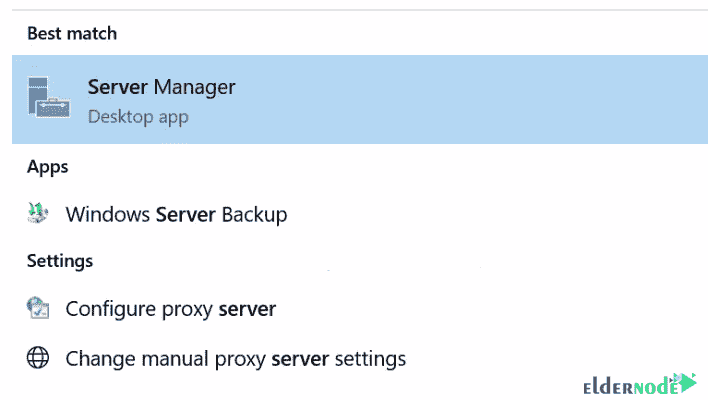 Best match
Server Manager
Desktop app
Apps
Windows Server Backup
Settings
Configure proxy server
Change manual proxy server settings
elderNode